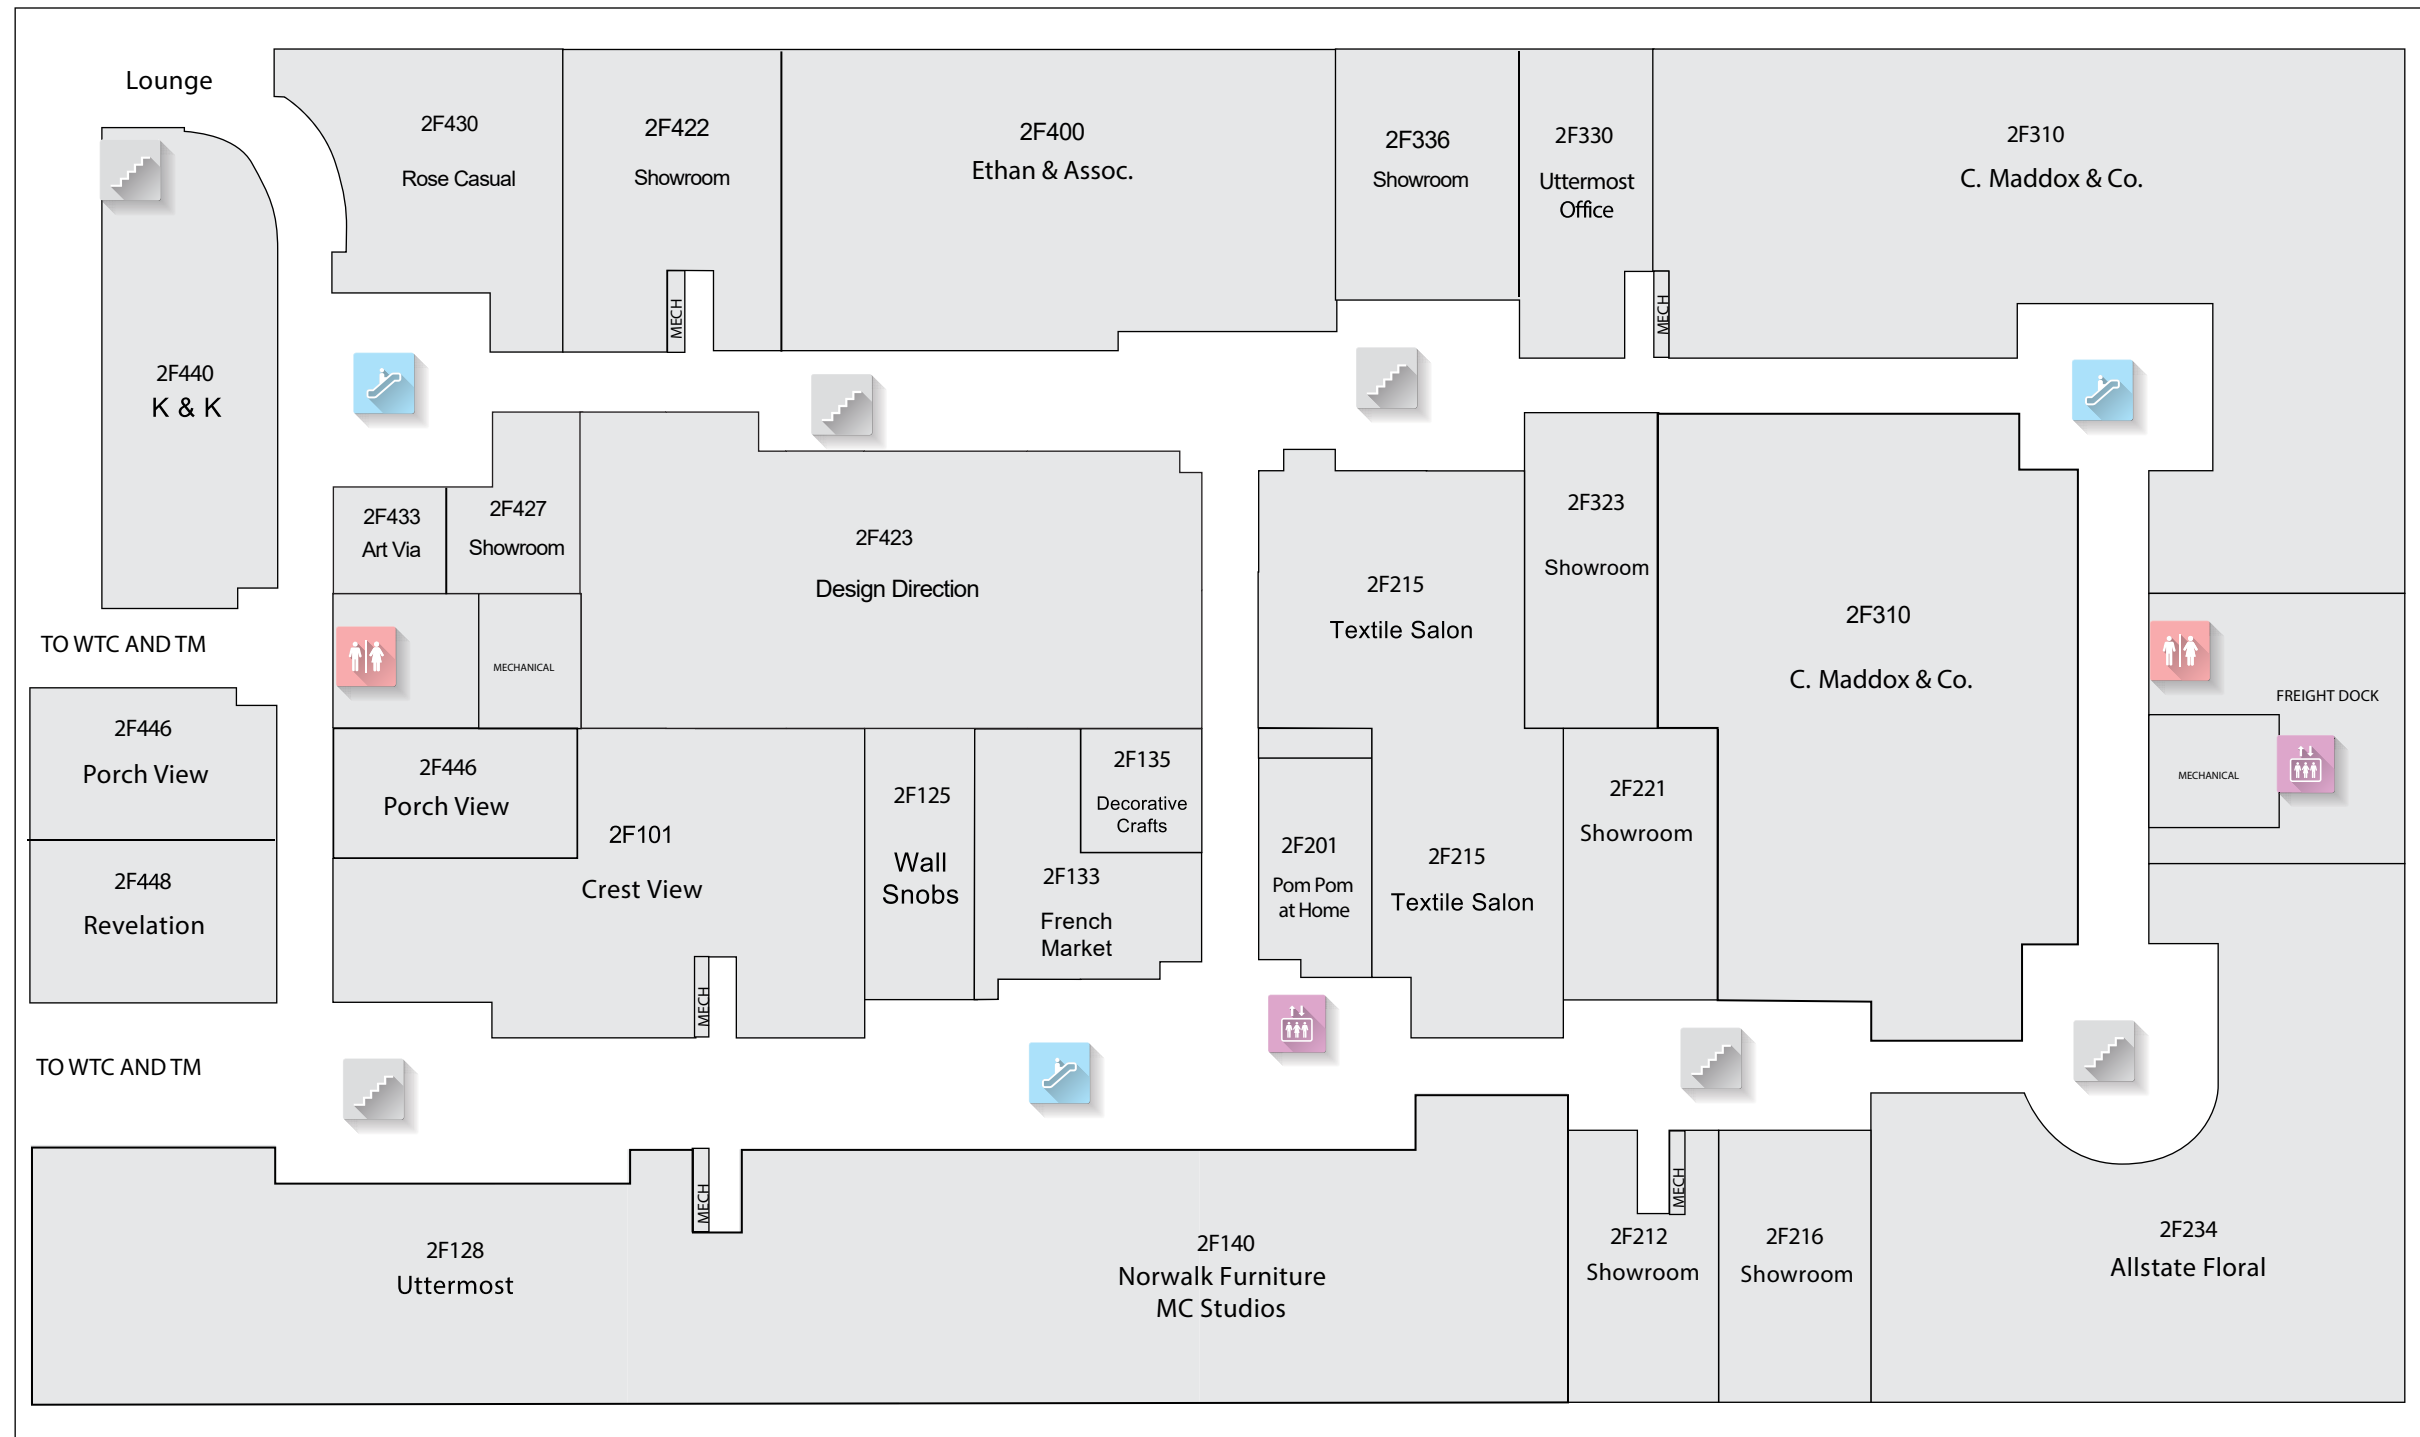 Lounge
2F430
Rose Casual
2F422
Showroom
MECH
2F400
Ethan & Assoc.
2F336
Showroom
2F330
Uttermost
Office
MECH
2F310
C. Maddox & Co.
2F440
K & K
2F433
Art Via
2F427
Showroom
2F423
Design Direction
2F215
Textile Salon
2F323
Showroom
2F310
C. Maddox & Co.
TO WTC AND TM
MECHANICAL
FREIGHT DOCK
MECHANICAL
2F446
Porch View
2F446
Porch View
2F101
Crest View
MECH
2F125
Wall
Snobs
2F135
Decorative
Crafts
2F133
French
Market
2F201
Pom Pom
at Home
2F215
Textile Salon
2F221
Showroom
2F448
Revelation
TO WTC AND TM
2F128
Uttermost
MECH
2F140
Norwalk Furniture
MC Studios
2F212
Showroom
MECH
2F216
Showroom
2F234
Allstate Floral